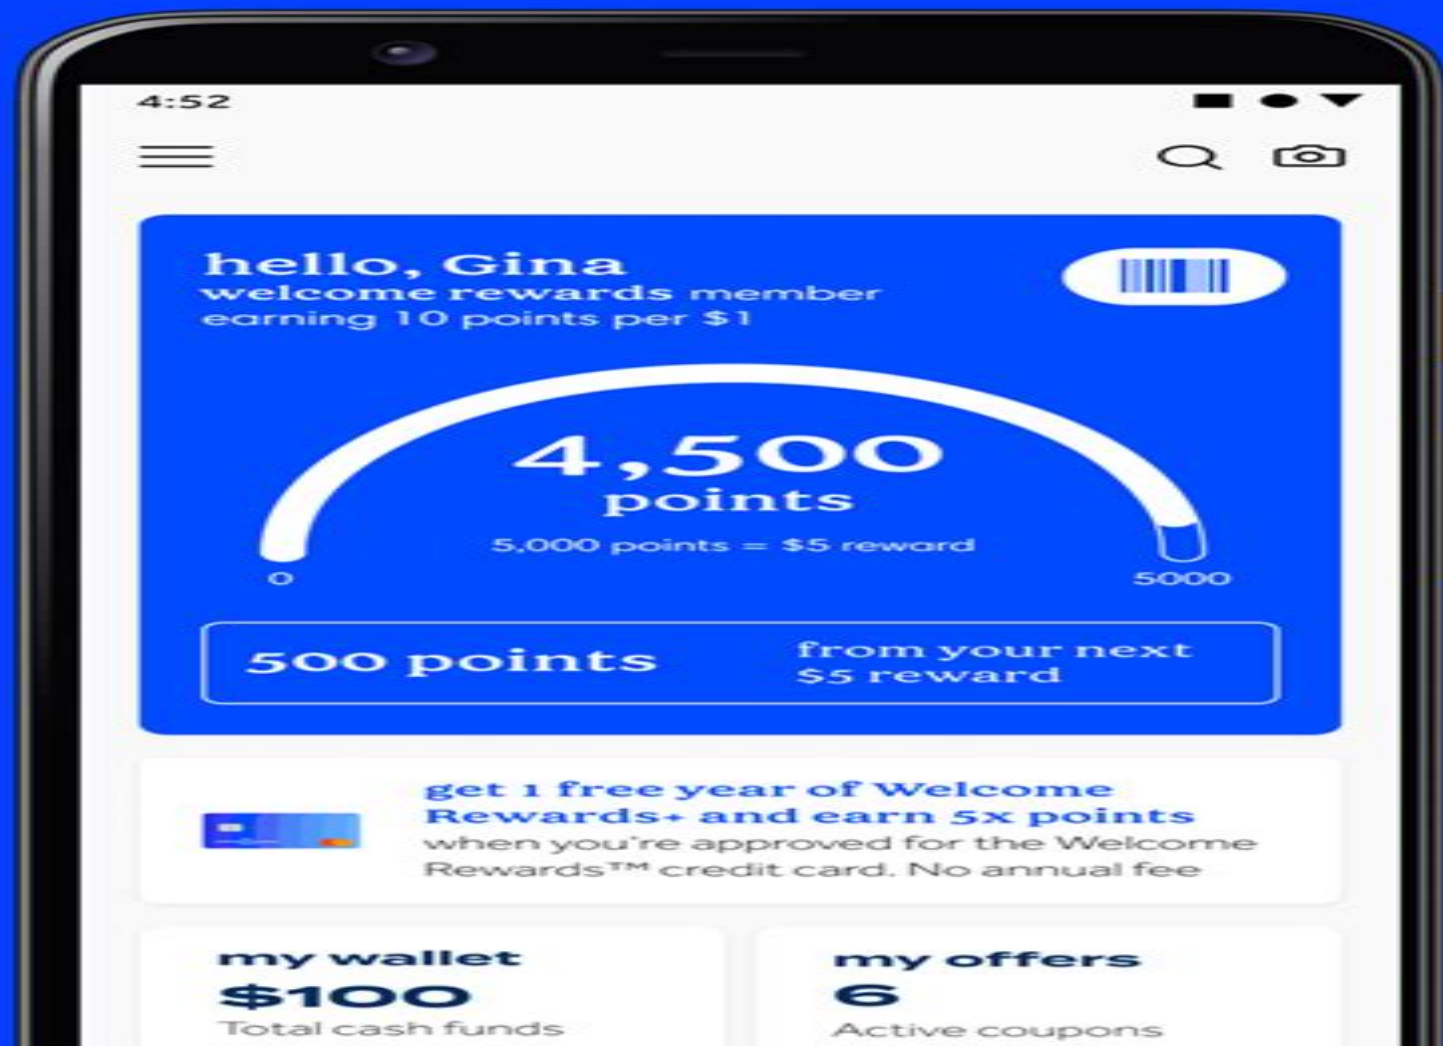 4:52
hello, Gina
welcome rewards member
earning 10 points per $1
4,500
points
5,000 points = $5 reward
0
5000
500 points
from your next
$5 reward
get 1 free year of Welcome
Rewards+ and earn 5x points
when you're approved for the Welcome
Rewards™ credit card. No annual fee
my wallet
$100
Total cash funds
my offers
6
Active coupons